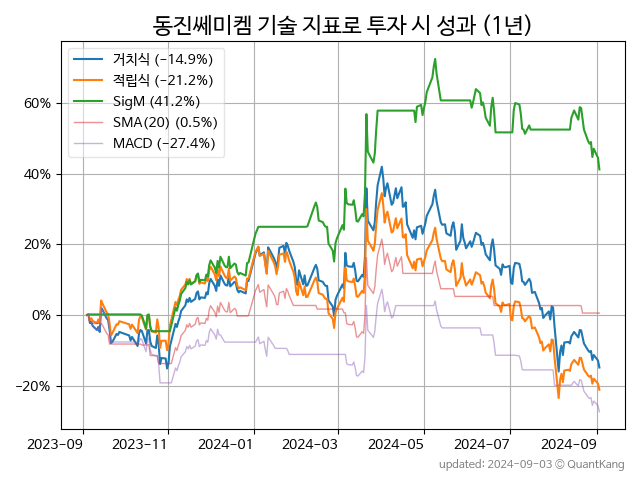 동진쎄미켐 기술 지표로 투자 시 성과 (1년)
거치식 (−14.9%)
적립식 (−21.2%)
SigM (41.2%)
SMA(20) (0.5%)
MACD (−27.4%)
60%
40%
20%
0%
−20%
2023-09 2023-11 2024-01 2024-03 2024-05 2024-07 2024-09
updated: 2024-09-03 © QuantKang